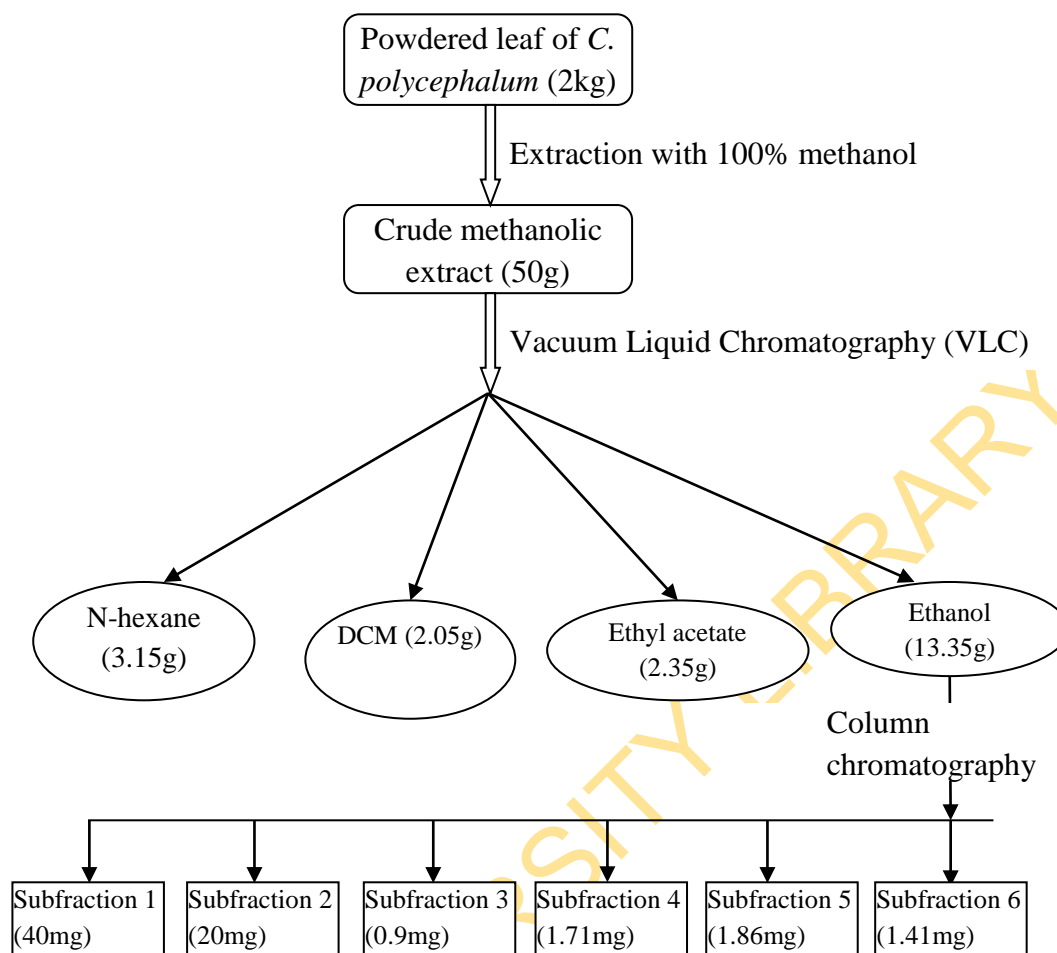 Powdered leaf of C.
polycephalum (2kg)
Extraction with 100% methanol
Crude methanolic
extract (50g)
Vacuum Liquid Chromatography (VLC)
N-hexane
(3.15g)
DCM (2.05g)
Ethyl acetate
(2.35g)
Ethanol
(13.35g)
Column
chromatography
Subfraction 1
(40mg)
Subfraction 2
(20mg)
Subfraction 3
(0.9mg)
Subfraction 4
(1.71mg)
Subfraction 5
(1.86mg)
Subfraction 6
(1.41mg)
RSITY LIBRARY